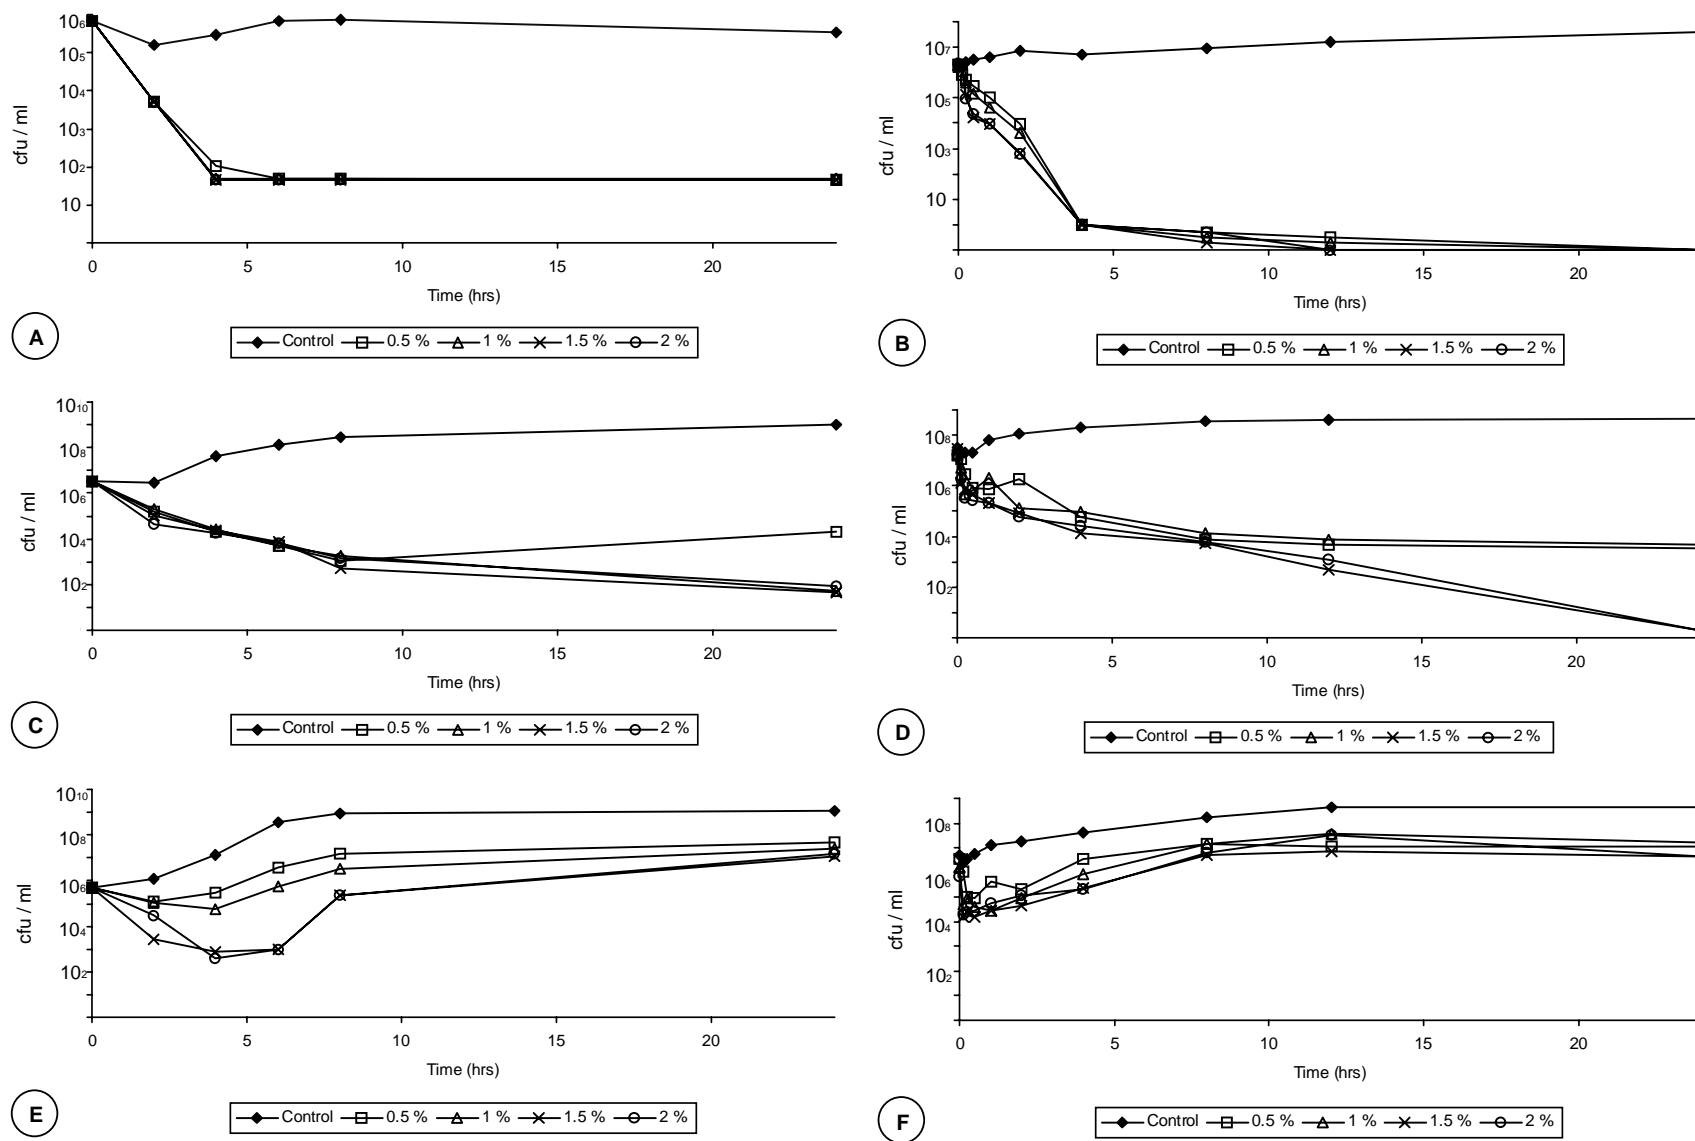 10⁶
10⁵
10⁴
10³
10²
10
cfu / ml
0 5 10 15 20
Time (hrs)
A
Control 0.5 % 1 % 1.5 % 2 %
10⁷
10⁵
10³
10
cfu / ml
0 5 10 15 20
Time (hrs)
B
Control 0.5 % 1 % 1.5 % 2 %
10¹⁰
10⁸
10⁶
10⁴
10²
cfu / ml
0 5 10 15 20
Time (hrs)
C
Control 0.5 % 1 % 1.5 % 2 %
10⁸
10⁶
10⁴
10²
cfu / ml
0 5 10 15 20
Time (hrs)
D
Control 0.5 % 1 % 1.5 % 2 %
10¹⁰
10⁸
10⁶
10⁴
10²
cfu / ml
0 5 10 15 20
Time (hrs)
E
Control 0.5 % 1 % 1.5 % 2 %
10⁸
10⁶
10⁴
10²
cfu / ml
0 5 10 15 20
Time (hrs)
F
Control 0.5 % 1 % 1.5 % 2 %